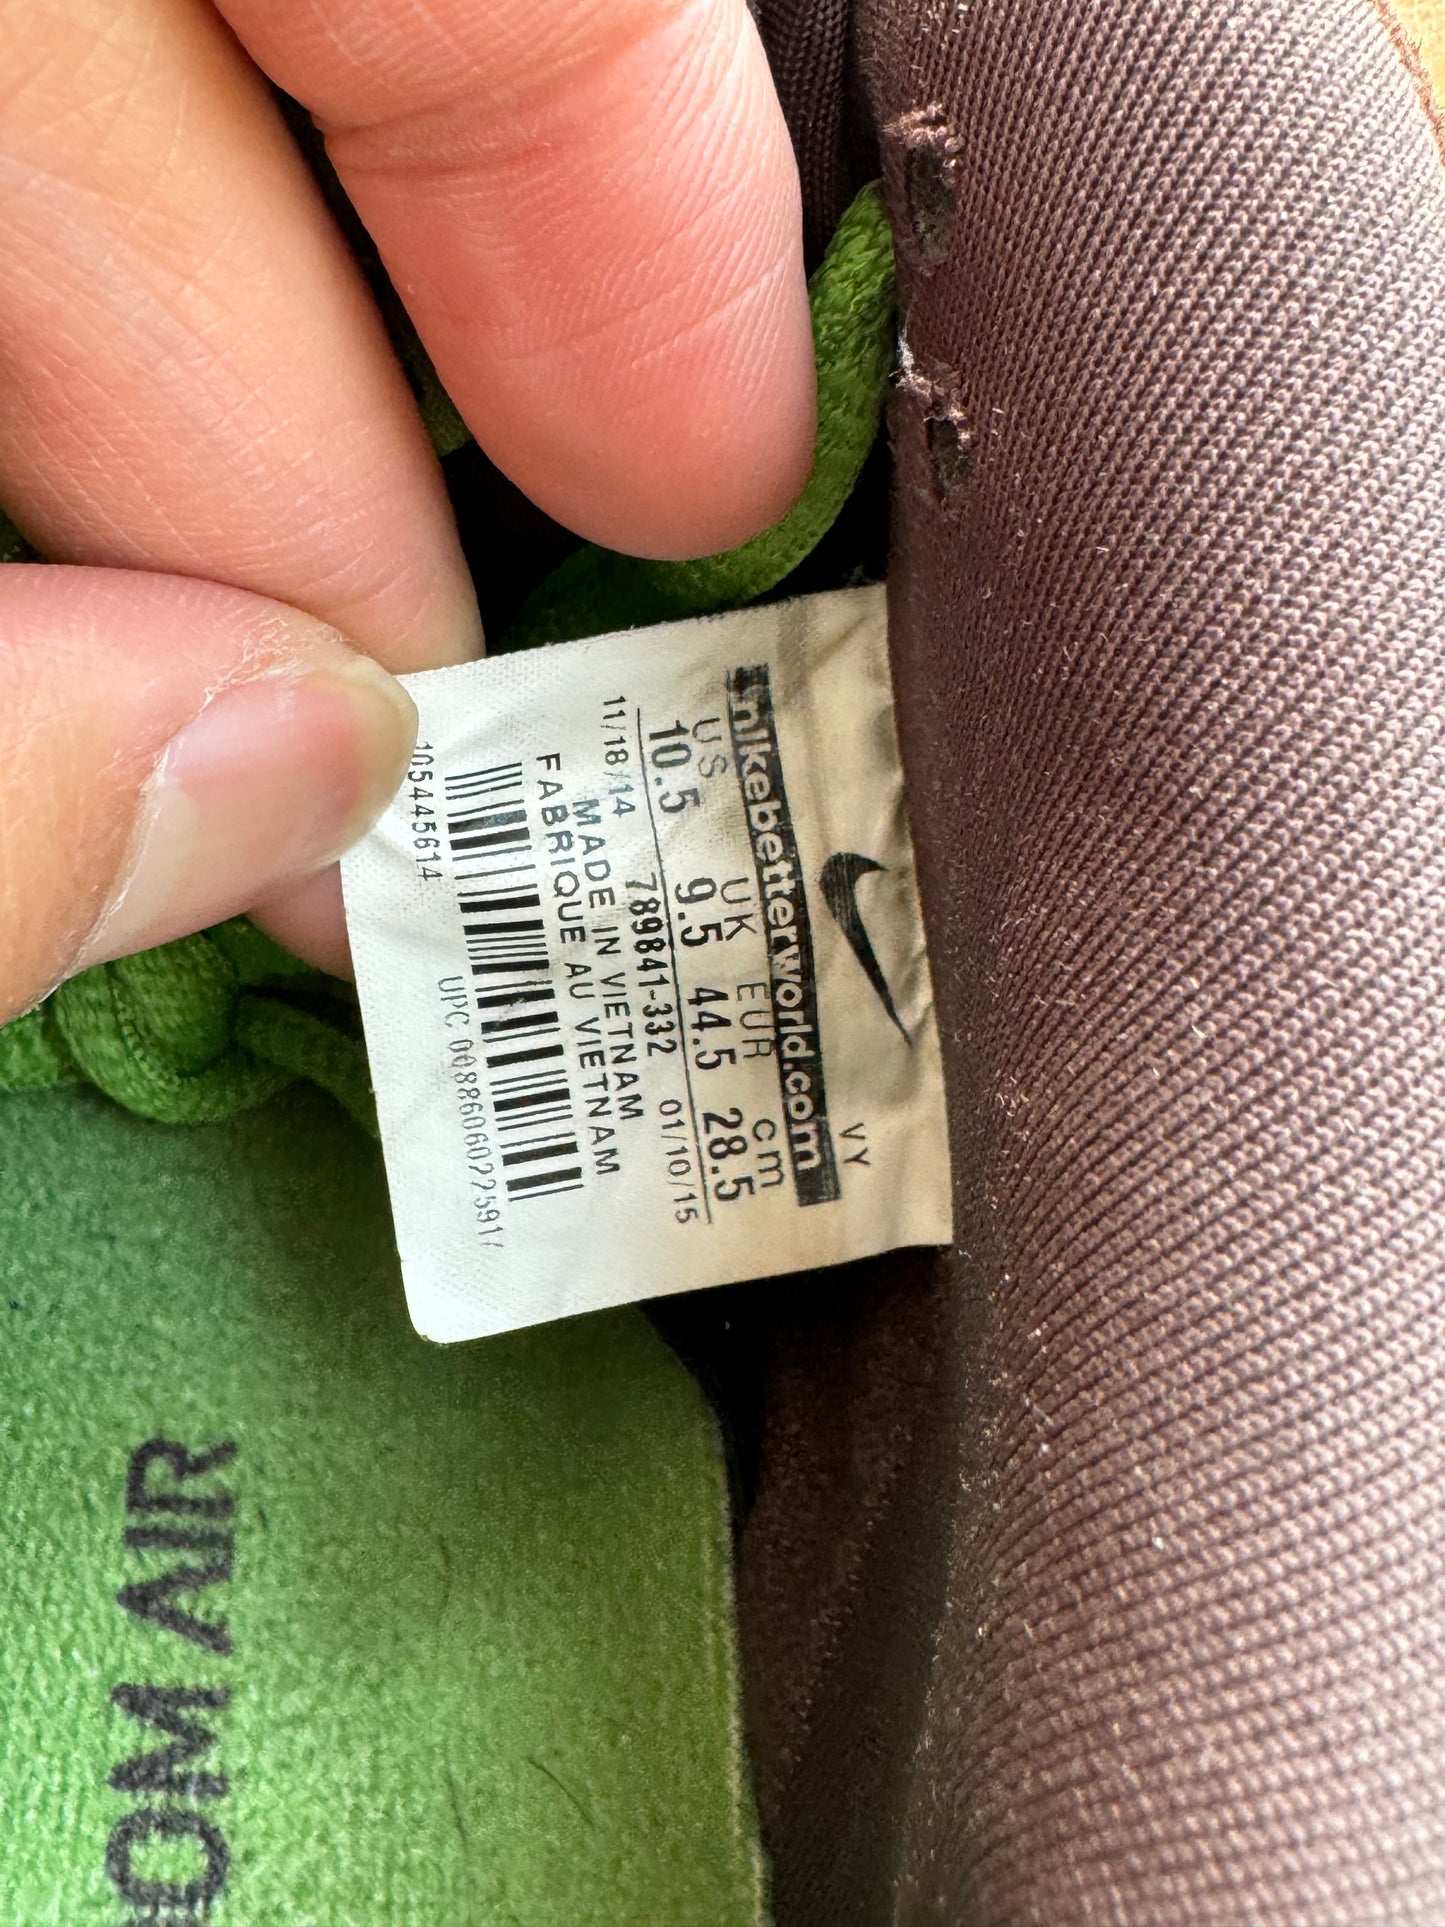 VY
nikebetterworld.com
US UK EUR cm
10.5 9.5 44.5 28.5
11/18/14 789841-332 01/10/15
MADE IN VIETNAM
FABRIQUE AU VIETNAM
105445614 UPC 00886060725917
OM AIR